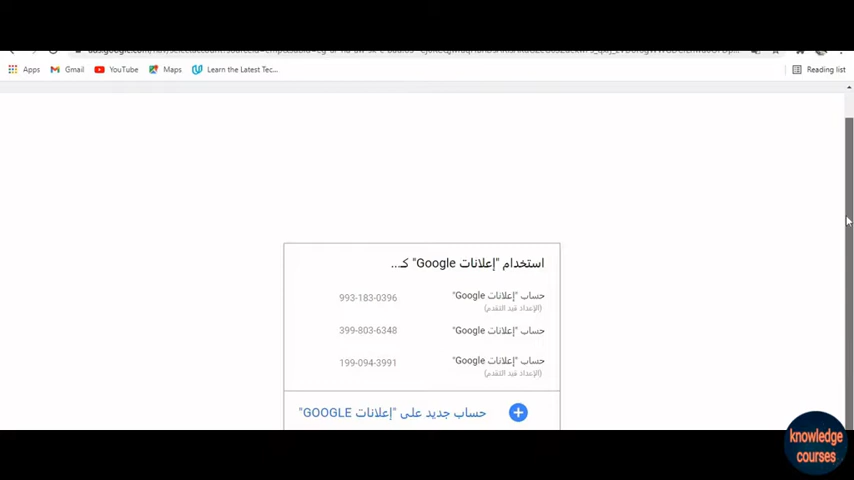 Apps Gmail YouTube Maps Learn the Latest Tec... Reading list
استخدام "إعلانات Google" كـ...
حساب "إعلانات Google" 993-183-0396
(الإعداد قيد التقدم)
حساب "إعلانات Google" 399-803-6348
حساب "إعلانات Google" 199-094-3991
(الإعداد قيد التقدم)
حساب جديد على "إعلانات GOOGLE"
knowledge
courses